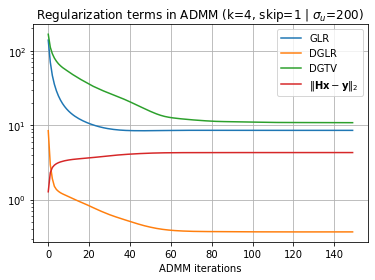 Regularization terms in ADMM (k=4, skip=1 | σ_u=200)
GLR
DGLR
DGTV
‖Hx − y‖₂
10²
10¹
10⁰
0 20 40 60 80 100 120 140
ADMM iterations